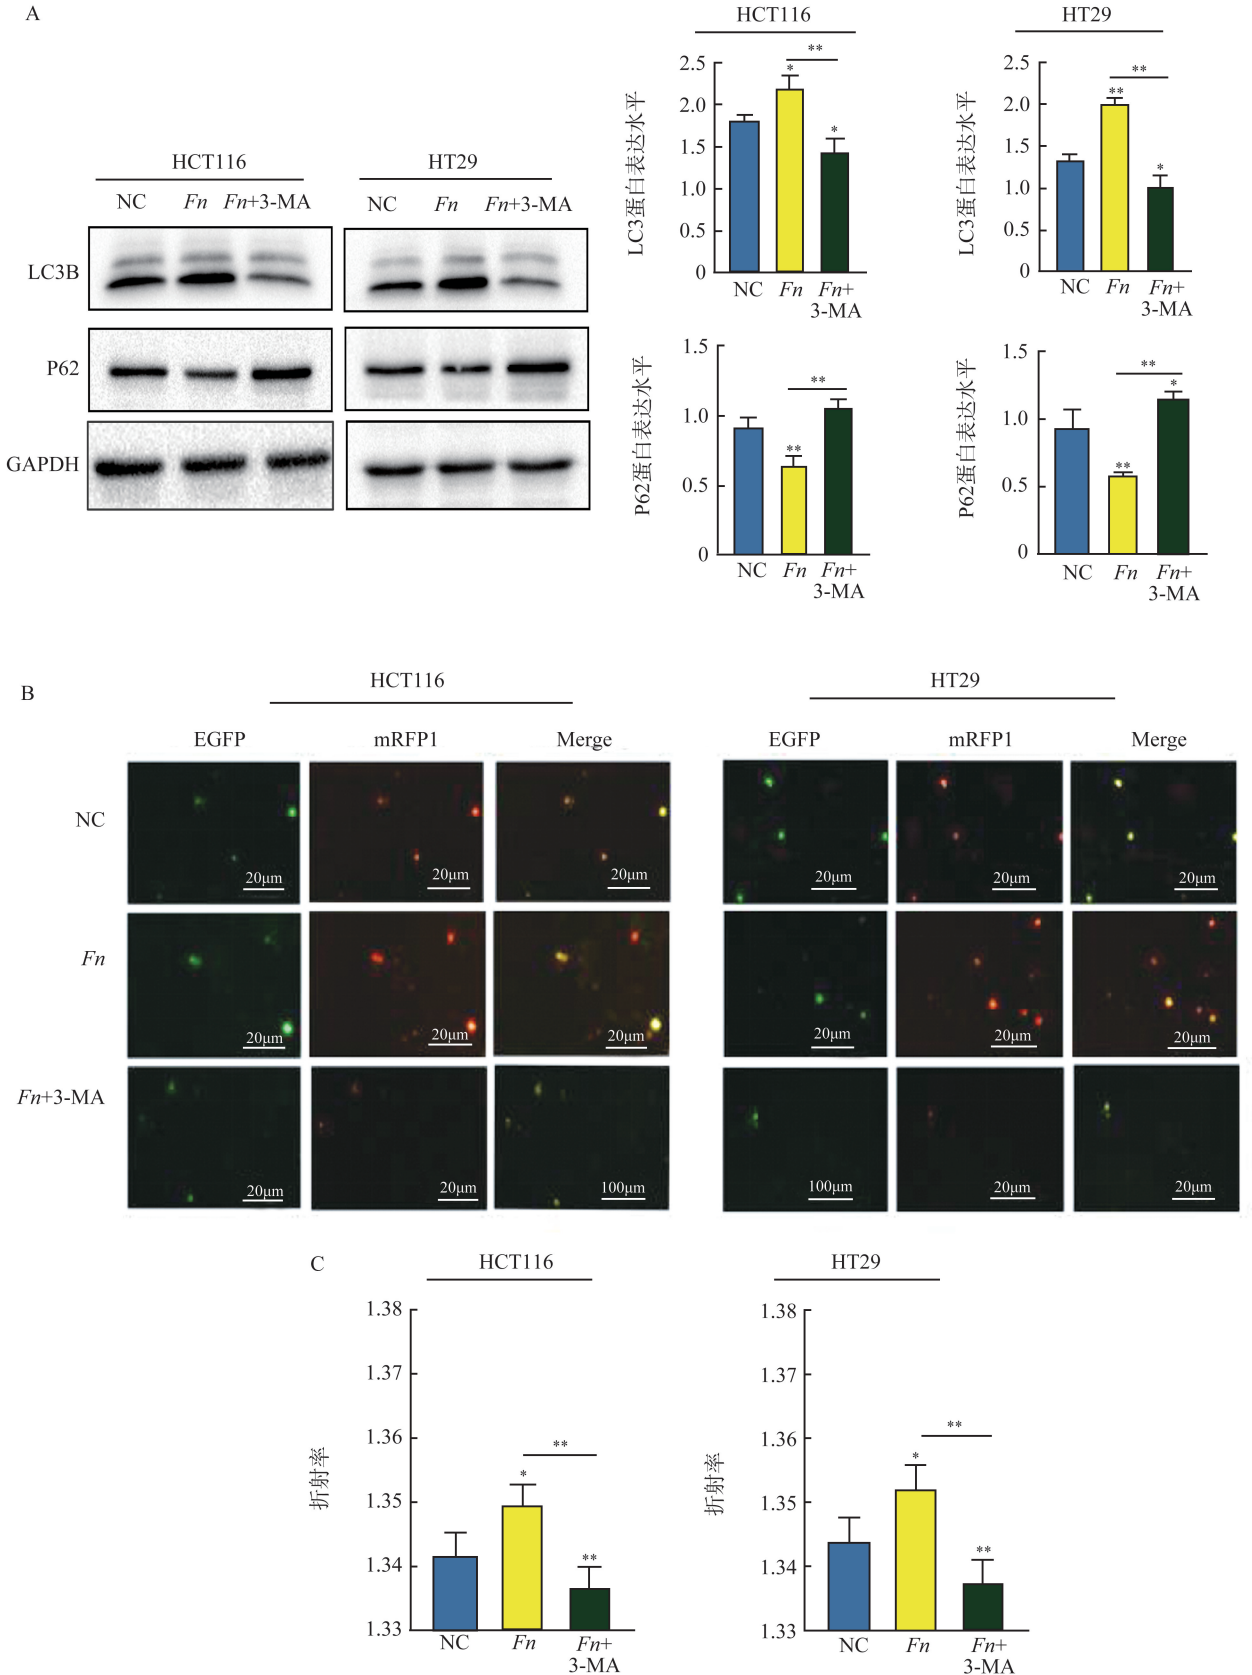 A
HCT116
HT29
NC Fn Fn+3-MA
NC Fn Fn+3-MA
LC3B
P62
GAPDH
HCT116
LC3蛋白表达水平
2.5
2.0
1.5
1.0
0.5
0
**
*
*
NC Fn Fn+
3-MA
HT29
LC3蛋白表达水平
2.5
2.0
1.5
1.0
0.5
0
**
**
*
NC Fn Fn+
3-MA
P62蛋白表达水平
1.5
1.0
0.5
0
**
**
NC Fn Fn+
3-MA
P62蛋白表达水平
1.5
1.0
0.5
0
**
*
**
NC Fn Fn+
3-MA
B
HCT116
HT29
EGFP mRFP1 Merge
EGFP mRFP1 Merge
NC
20μm 20μm 20μm
20μm 20μm 20μm
Fn
20μm 20μm 20μm
20μm 20μm 20μm
Fn+3-MA
20μm 20μm 100μm
100μm 20μm 20μm
C
HCT116
折射率
1.38
1.37
1.36
1.35
1.34
1.33
**
*
**
NC Fn Fn+
3-MA
HT29
折射率
1.38
1.37
1.36
1.35
1.34
1.33
**
*
**
NC Fn Fn+
3-MA